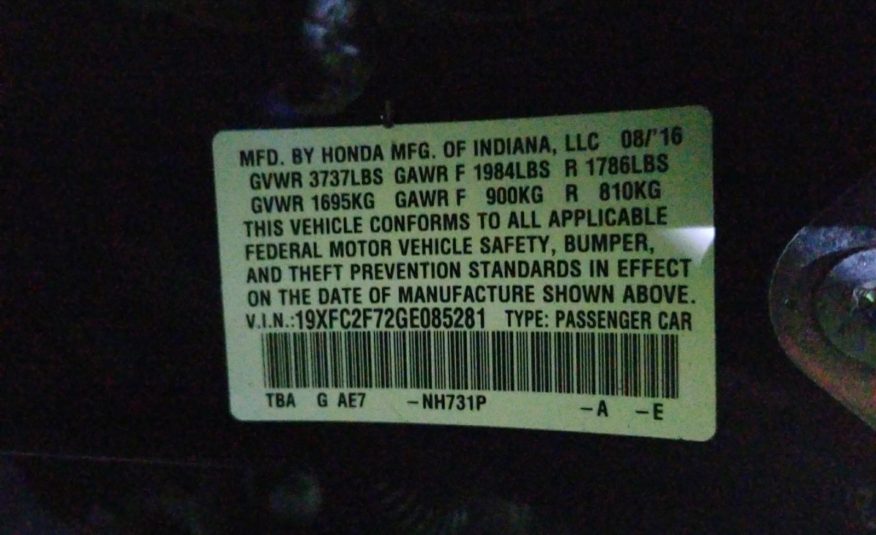 MFD. BY HONDA MFG. OF INDIANA, LLC 08/'16
GVWR 3737LBS GAWR F 1984LBS R 1786LBS
GVWR 1695KG GAWR F 900KG R 810KG
THIS VEHICLE CONFORMS TO ALL APPLICABLE
FEDERAL MOTOR VEHICLE SAFETY, BUMPER,
AND THEFT PREVENTION STANDARDS IN EFFECT
ON THE DATE OF MANUFACTURE SHOWN ABOVE.
V.I.N.:19XFC2F72GE085281 TYPE: PASSENGER CAR
TBA G AE7 –NH731P –A –E